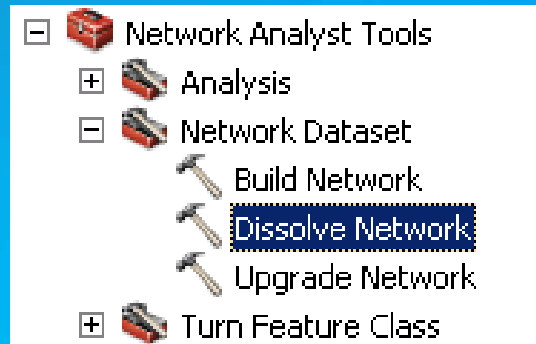 Network Analyst Tools
Analysis
Network Dataset
Build Network
Dissolve Network
Upgrade Network
Turn Feature Class